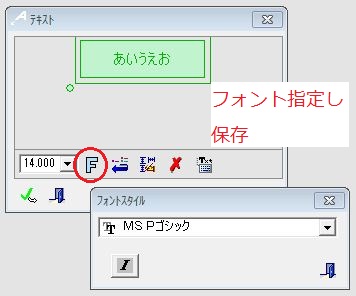 テキスト
あいうえお
フォント指定し
保存
14.000
F
フォントスタイル
MS Pゴシック
I